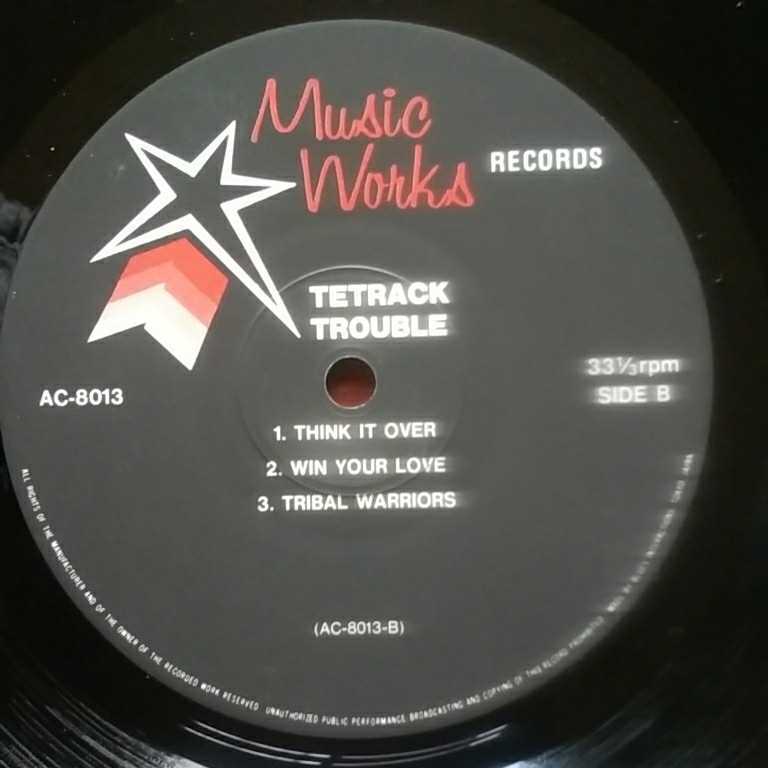 Music
Works RECORDS
TETRACK
TROUBLE
33⅓rpm
SIDE B
AC-8013
1. THINK IT OVER
2. WIN YOUR LOVE
3. TRIBAL WARRIORS
(AC-8013-B)
ALL RIGHTS OF THE MANUFACTURER AND OF THE OWNER OF THE RECORDED WORK RESERVED. UNAUTHORIZED PUBLIC PERFORMANCE BROADCASTING AND COPYING OF THIS RECORD PROHIBITED